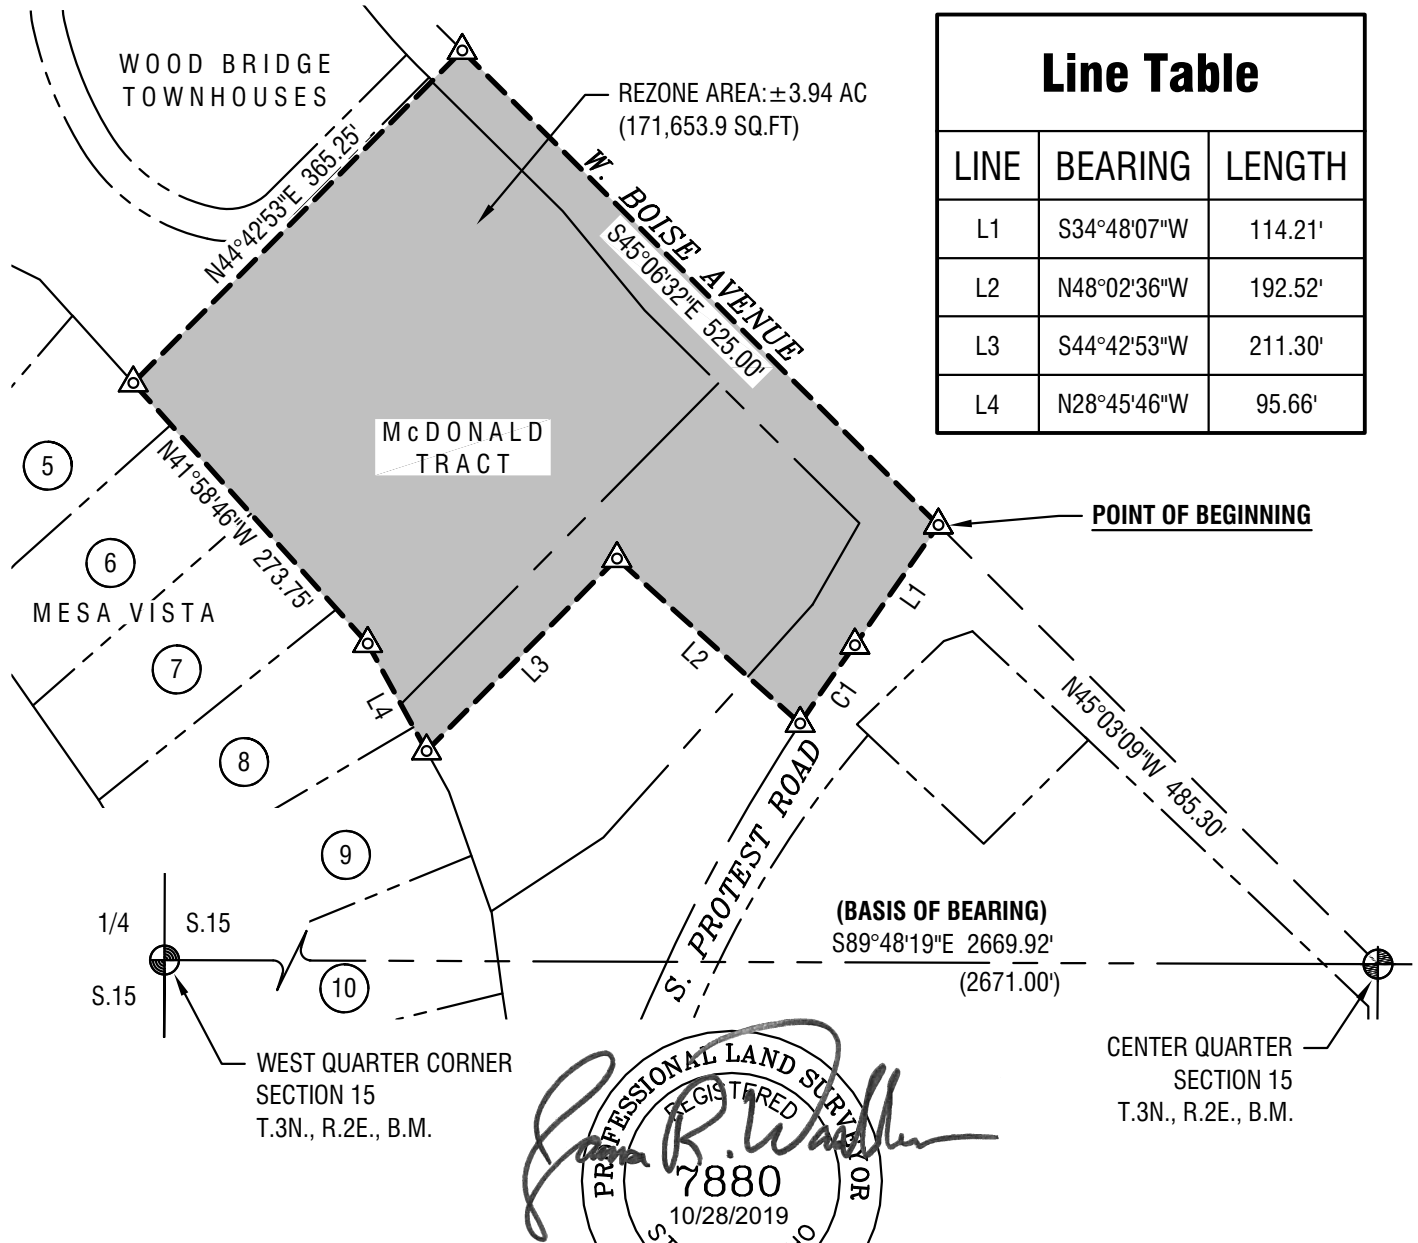 WOOD BRIDGE
TOWNHOUSES
REZONE AREA: ±3.94 AC
(171,653.9 SQ.FT)
N44°42'53"E 365.25'
W. BOISE AVENUE
S45°06'32"E 525.00'
Line Table
LINE BEARING LENGTH
L1 S34°48'07"W 114.21'
L2 N48°02'36"W 192.52'
L3 S44°42'53"W 211.30'
L4 N28°45'46"W 95.66'
McDONALD
TRACT
N41°58'46"W 273.75'
POINT OF BEGINNING
5
6
MESA VISTA
7
8
9
10
L1
L2
L3
L4
C1
N45°03'09"W 485.30'
S. PROTEST ROAD
(BASIS OF BEARING)
S89°48'19"E 2669.92'
(2671.00')
1/4 S.15
S.15
WEST QUARTER CORNER
SECTION 15
T.3N., R.2E., B.M.
CENTER QUARTER
SECTION 15
T.3N., R.2E., B.M.
PROFESSIONAL LAND SURVEYOR
REGISTERED
7880
10/28/2019